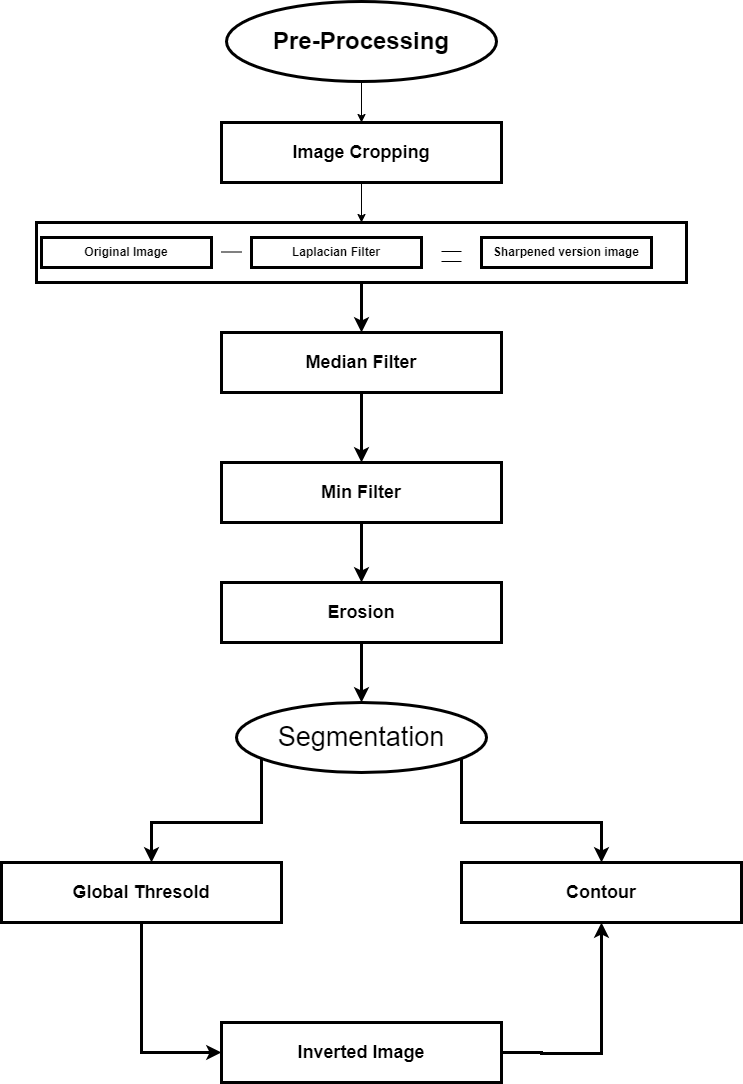 Pre-Processing
Image Cropping
Original Image — Laplacian Filter = Sharpened version image
Median Filter
Min Filter
Erosion
Segmentation
Global Thresold
Contour
Inverted Image